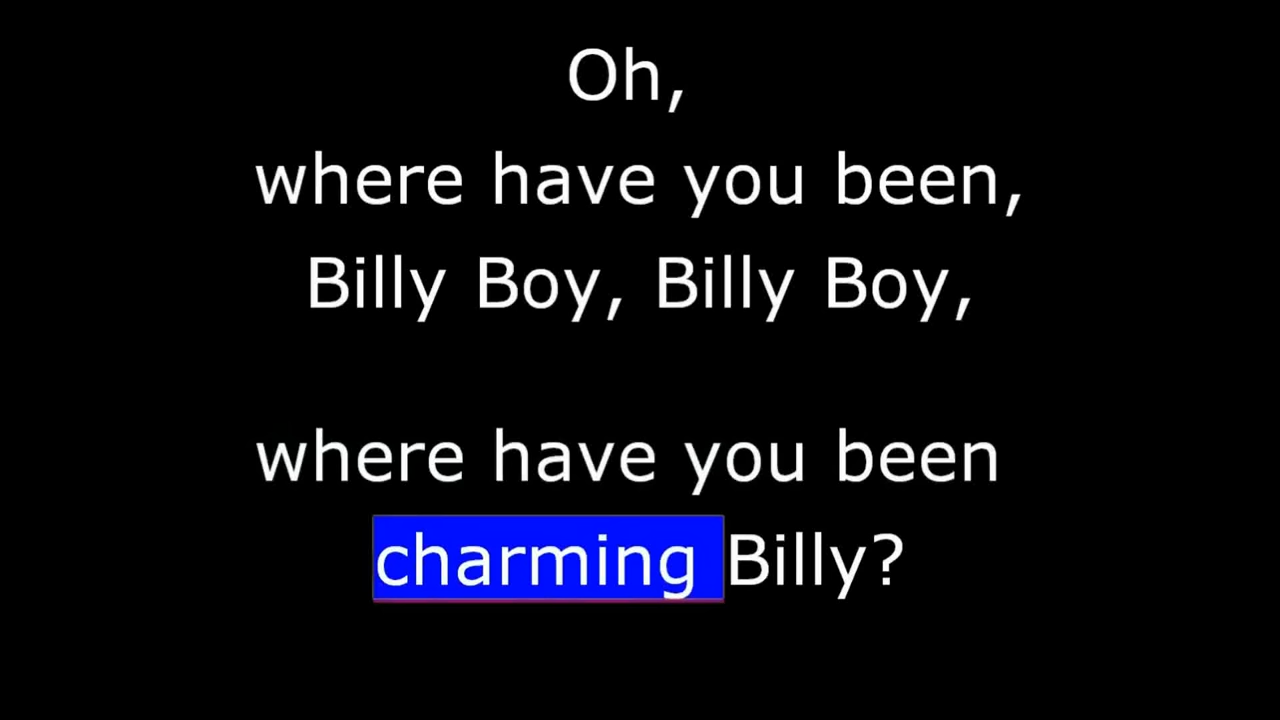 Oh,
where have you been,
Billy Boy, Billy Boy,
where have you been
charming Billy?